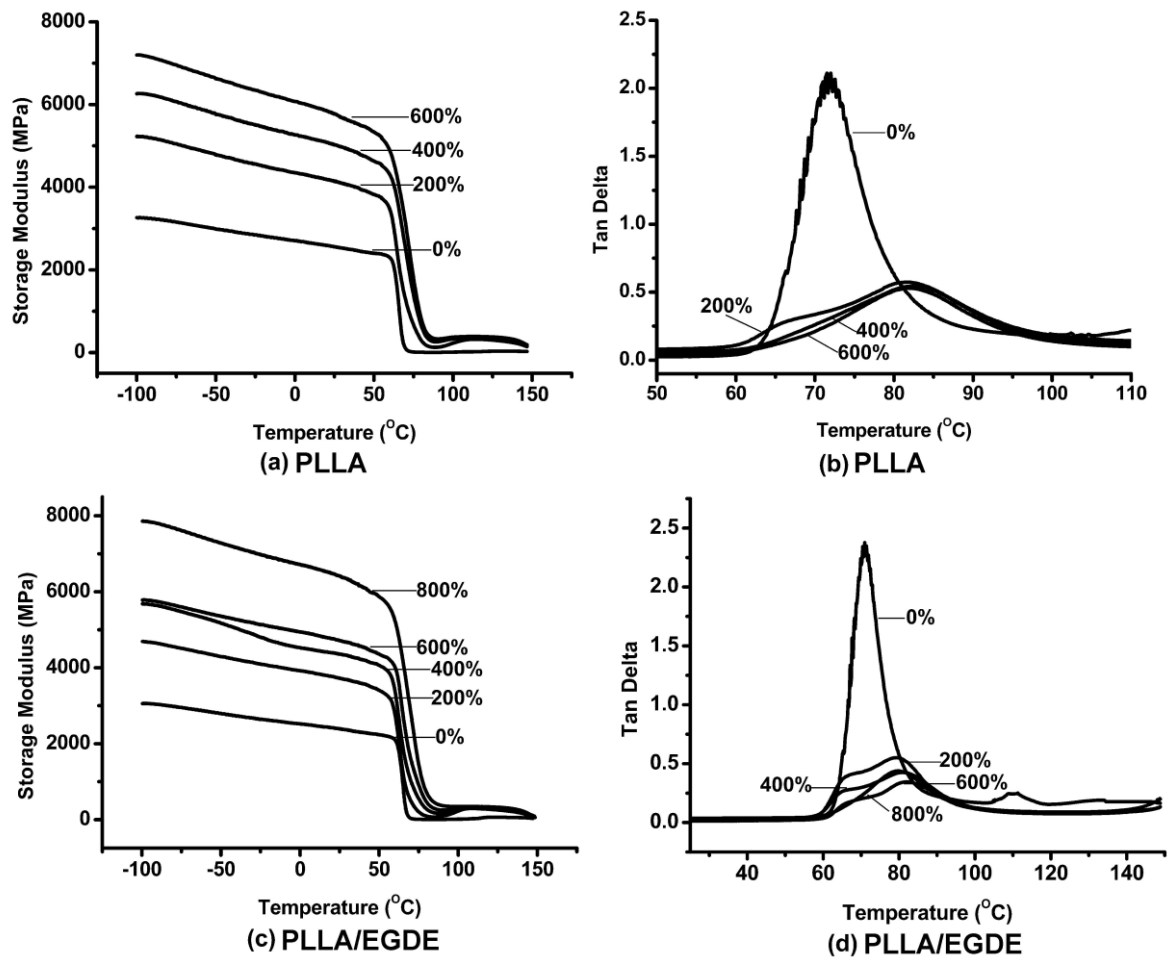 8000
6000
4000
2000
0
Storage Modulus (MPa)
600%
400%
200%
0%
-100 -50 0 50 100 150
Temperature (°C)
(a) PLLA
2.5
2.0
1.5
1.0
0.5
0.0
Tan Delta
0%
200%
400%
600%
50 60 70 80 90 100 110
Temperature (°C)
(b) PLLA
8000
6000
4000
2000
0
Storage Modulus (MPa)
800%
600%
400%
200%
0%
-100 -50 0 50 100 150
Temperature (°C)
(c) PLLA/EGDE
2.5
2.0
1.5
1.0
0.5
0.0
Tan Delta
0%
200%
400%
600%
800%
40 60 80 100 120 140
Temperature (°C)
(d) PLLA/EGDE